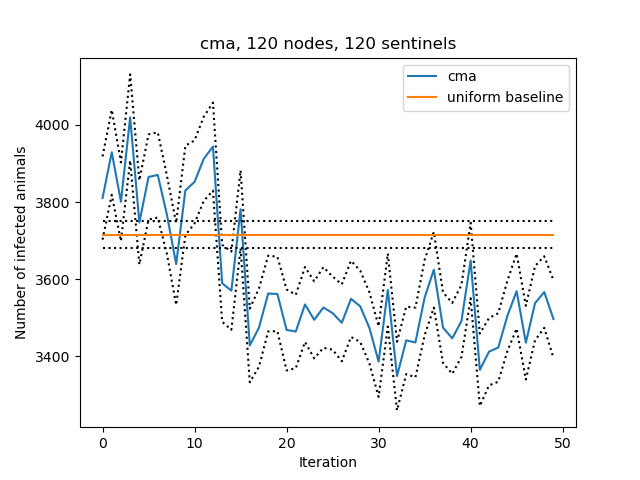 cma, 120 nodes, 120 sentinels
cma
uniform baseline
4000
3800
3600
3400
Number of infected animals
0
10
20
30
40
50
Iteration